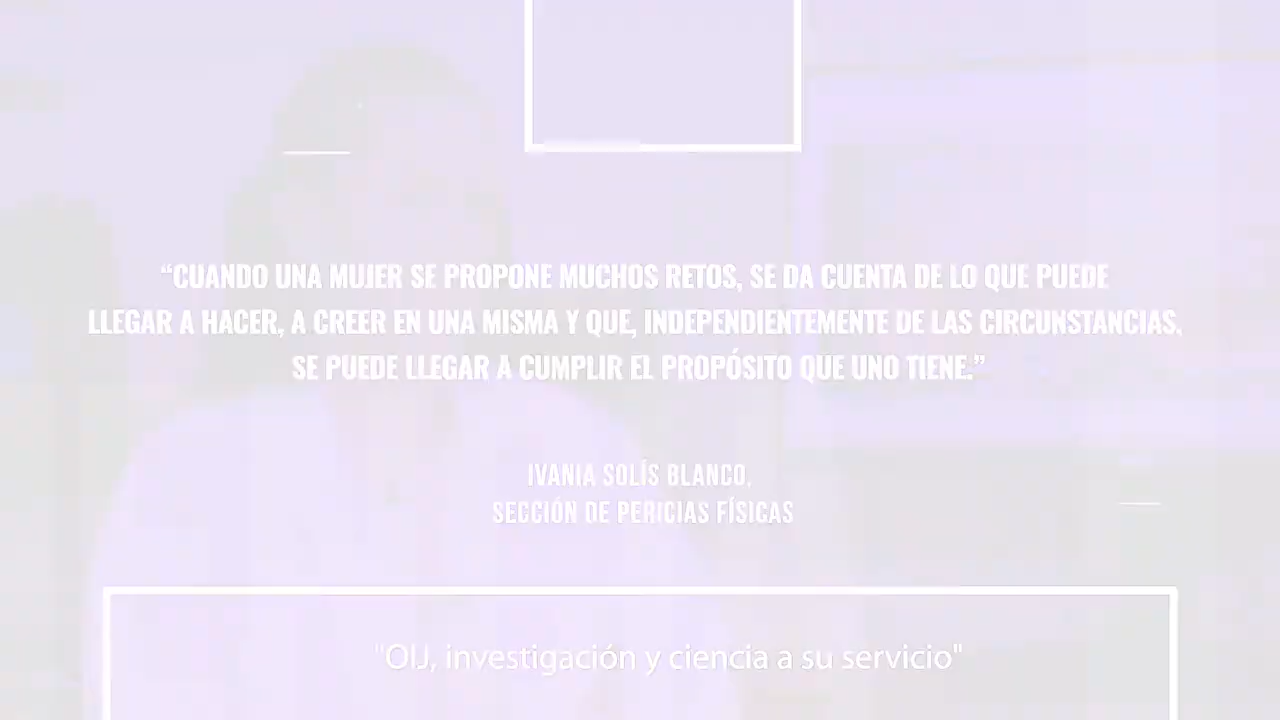 “CUANDO UNA MUJER SE PROPONE MUCHOS RETOS, SE DA CUENTA DE LO QUE PUEDE
LLEGAR A HACER, A CREER EN UNA MISMA Y QUE, INDEPENDIENTEMENTE DE LAS CIRCUNSTANCIAS,
SE PUEDE LLEGAR A CUMPLIR EL PROPÓSITO QUE UNO TIENE.”
IVANIA SOLÍS BLANCO,
SECCIÓN DE PERICIAS FÍSICAS
"OIJ, investigación y ciencia a su servicio"